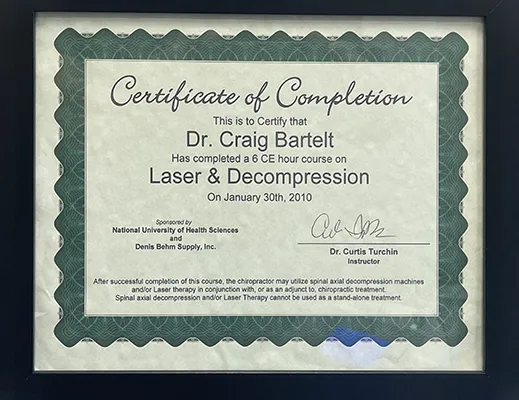 Certificate of Completion
This is to Certify that
Dr. Craig Bartelt
Has completed a 6 CE hour course on
Laser & Decompression
On January 30th, 2010
Sponsored by
National University of Health Sciences
and
Denis Behm Supply, Inc.
Dr. Curtis Turchin
Instructor
After successful completion of this course, the chiropractor may utilize spinal axial decompression machines
and/or Laser therapy in conjunction with, or as an adjunct to, chiropractic treatment.
Spinal axial decompression and/or Laser Therapy cannot be used as a stand-alone treatment.